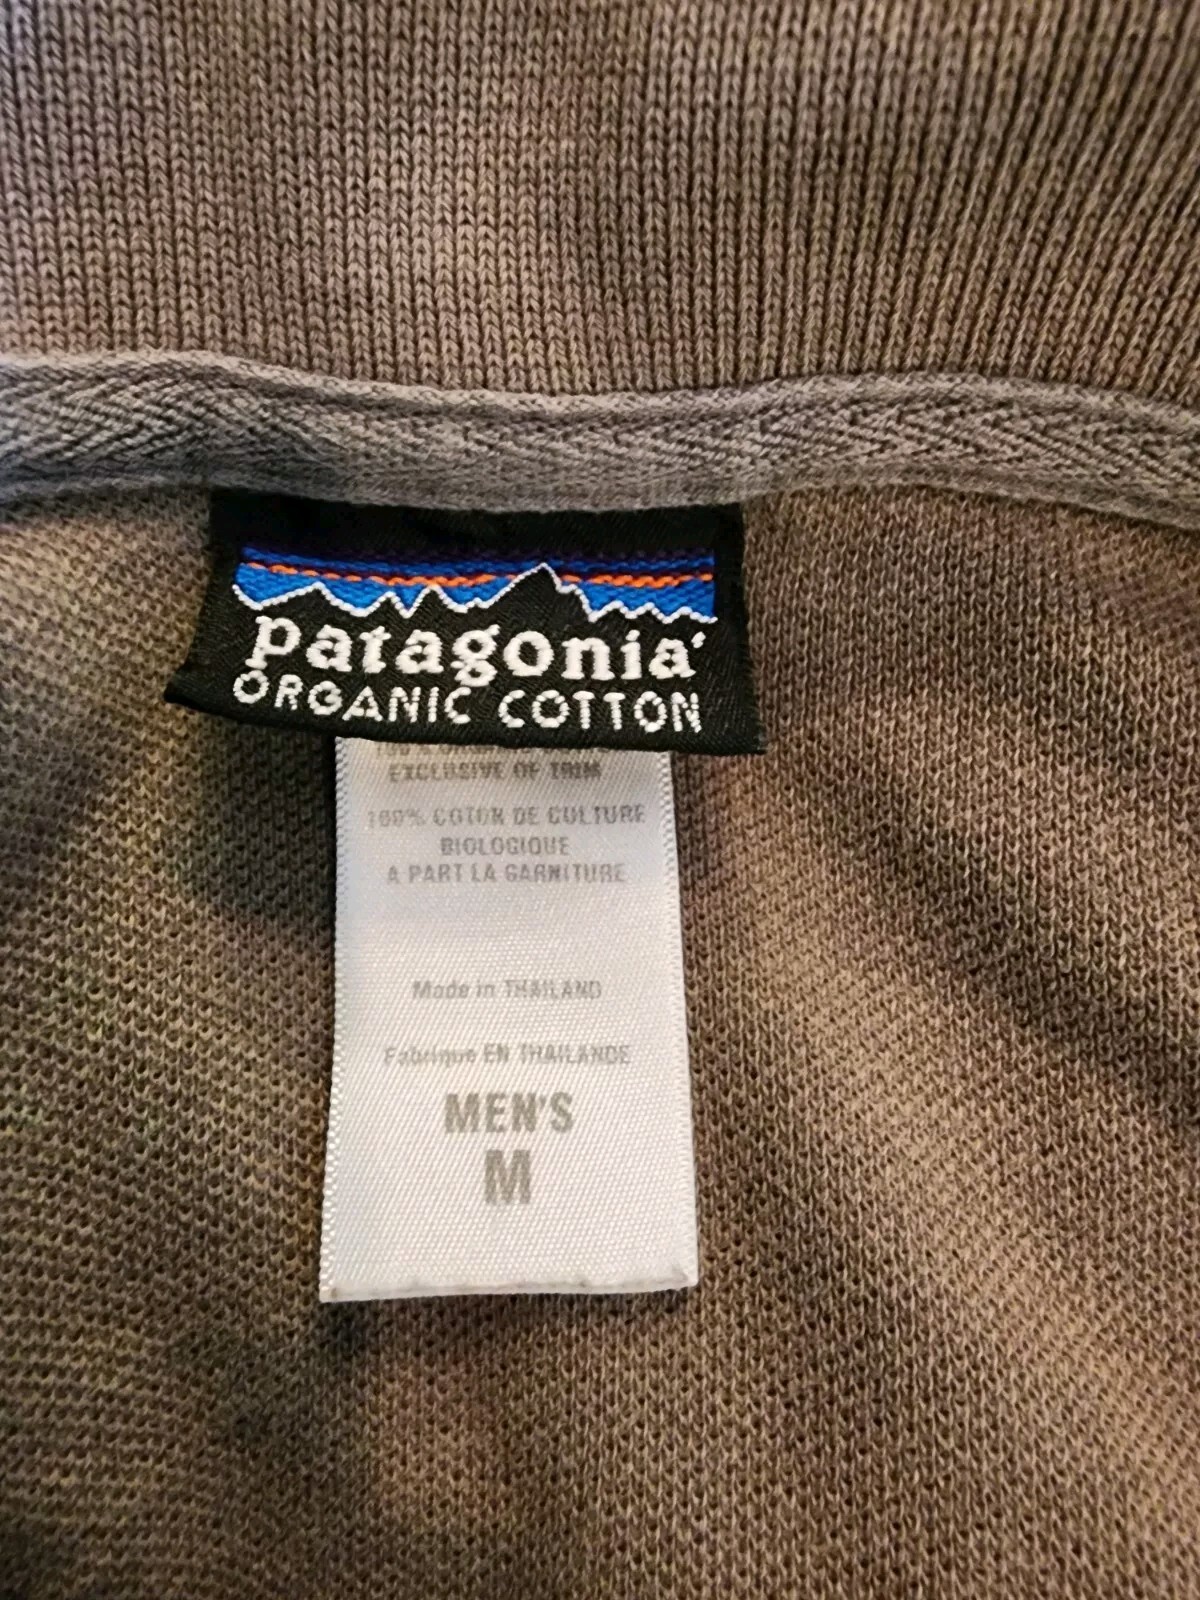 patagonia
ORGANIC COTTON
EXCLUSIVE OF TRIM
100% COTON DE CULTURE
BIOLOGIQUE
A PART LA GARNITURE
Made in THAILAND
Fabrique EN THAILANDE
MEN'S
M